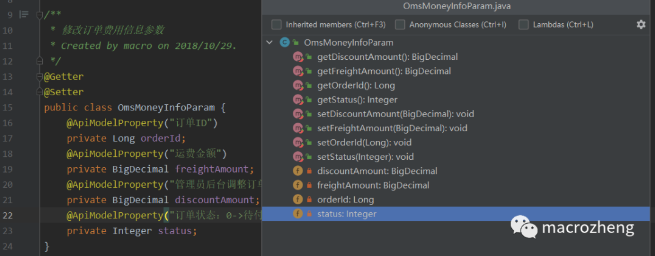 OmsMoneyInfoParam.java
Inherited members (Ctrl+F3)
Anonymous Classes (Ctrl+I)
Lambdas (Ctrl+L)
9 /**
10 * 修改订单费用信息参数
11 * Created by macro on 2018/10/29.
12 */
13 @Getter
14 @Setter
15 public class OmsMoneyInfoParam {
16 @ApiModelProperty("订单ID")
17 private Long orderId;
18 @ApiModelProperty("运费金额")
19 private BigDecimal freightAmount;
20 @ApiModelProperty("管理员后台调整订单
21 private BigDecimal discountAmount;
22 @ApiModelProperty("订单状态：0->待付
23 private Integer status;
24 }
OmsMoneyInfoParam
getDiscountAmount(): BigDecimal
getFreightAmount(): BigDecimal
getOrderId(): Long
getStatus(): Integer
setDiscountAmount(BigDecimal): void
setFreightAmount(BigDecimal): void
setOrderId(Long): void
setStatus(Integer): void
discountAmount: BigDecimal
freightAmount: BigDecimal
orderId: Long
status: Integer
macrozheng